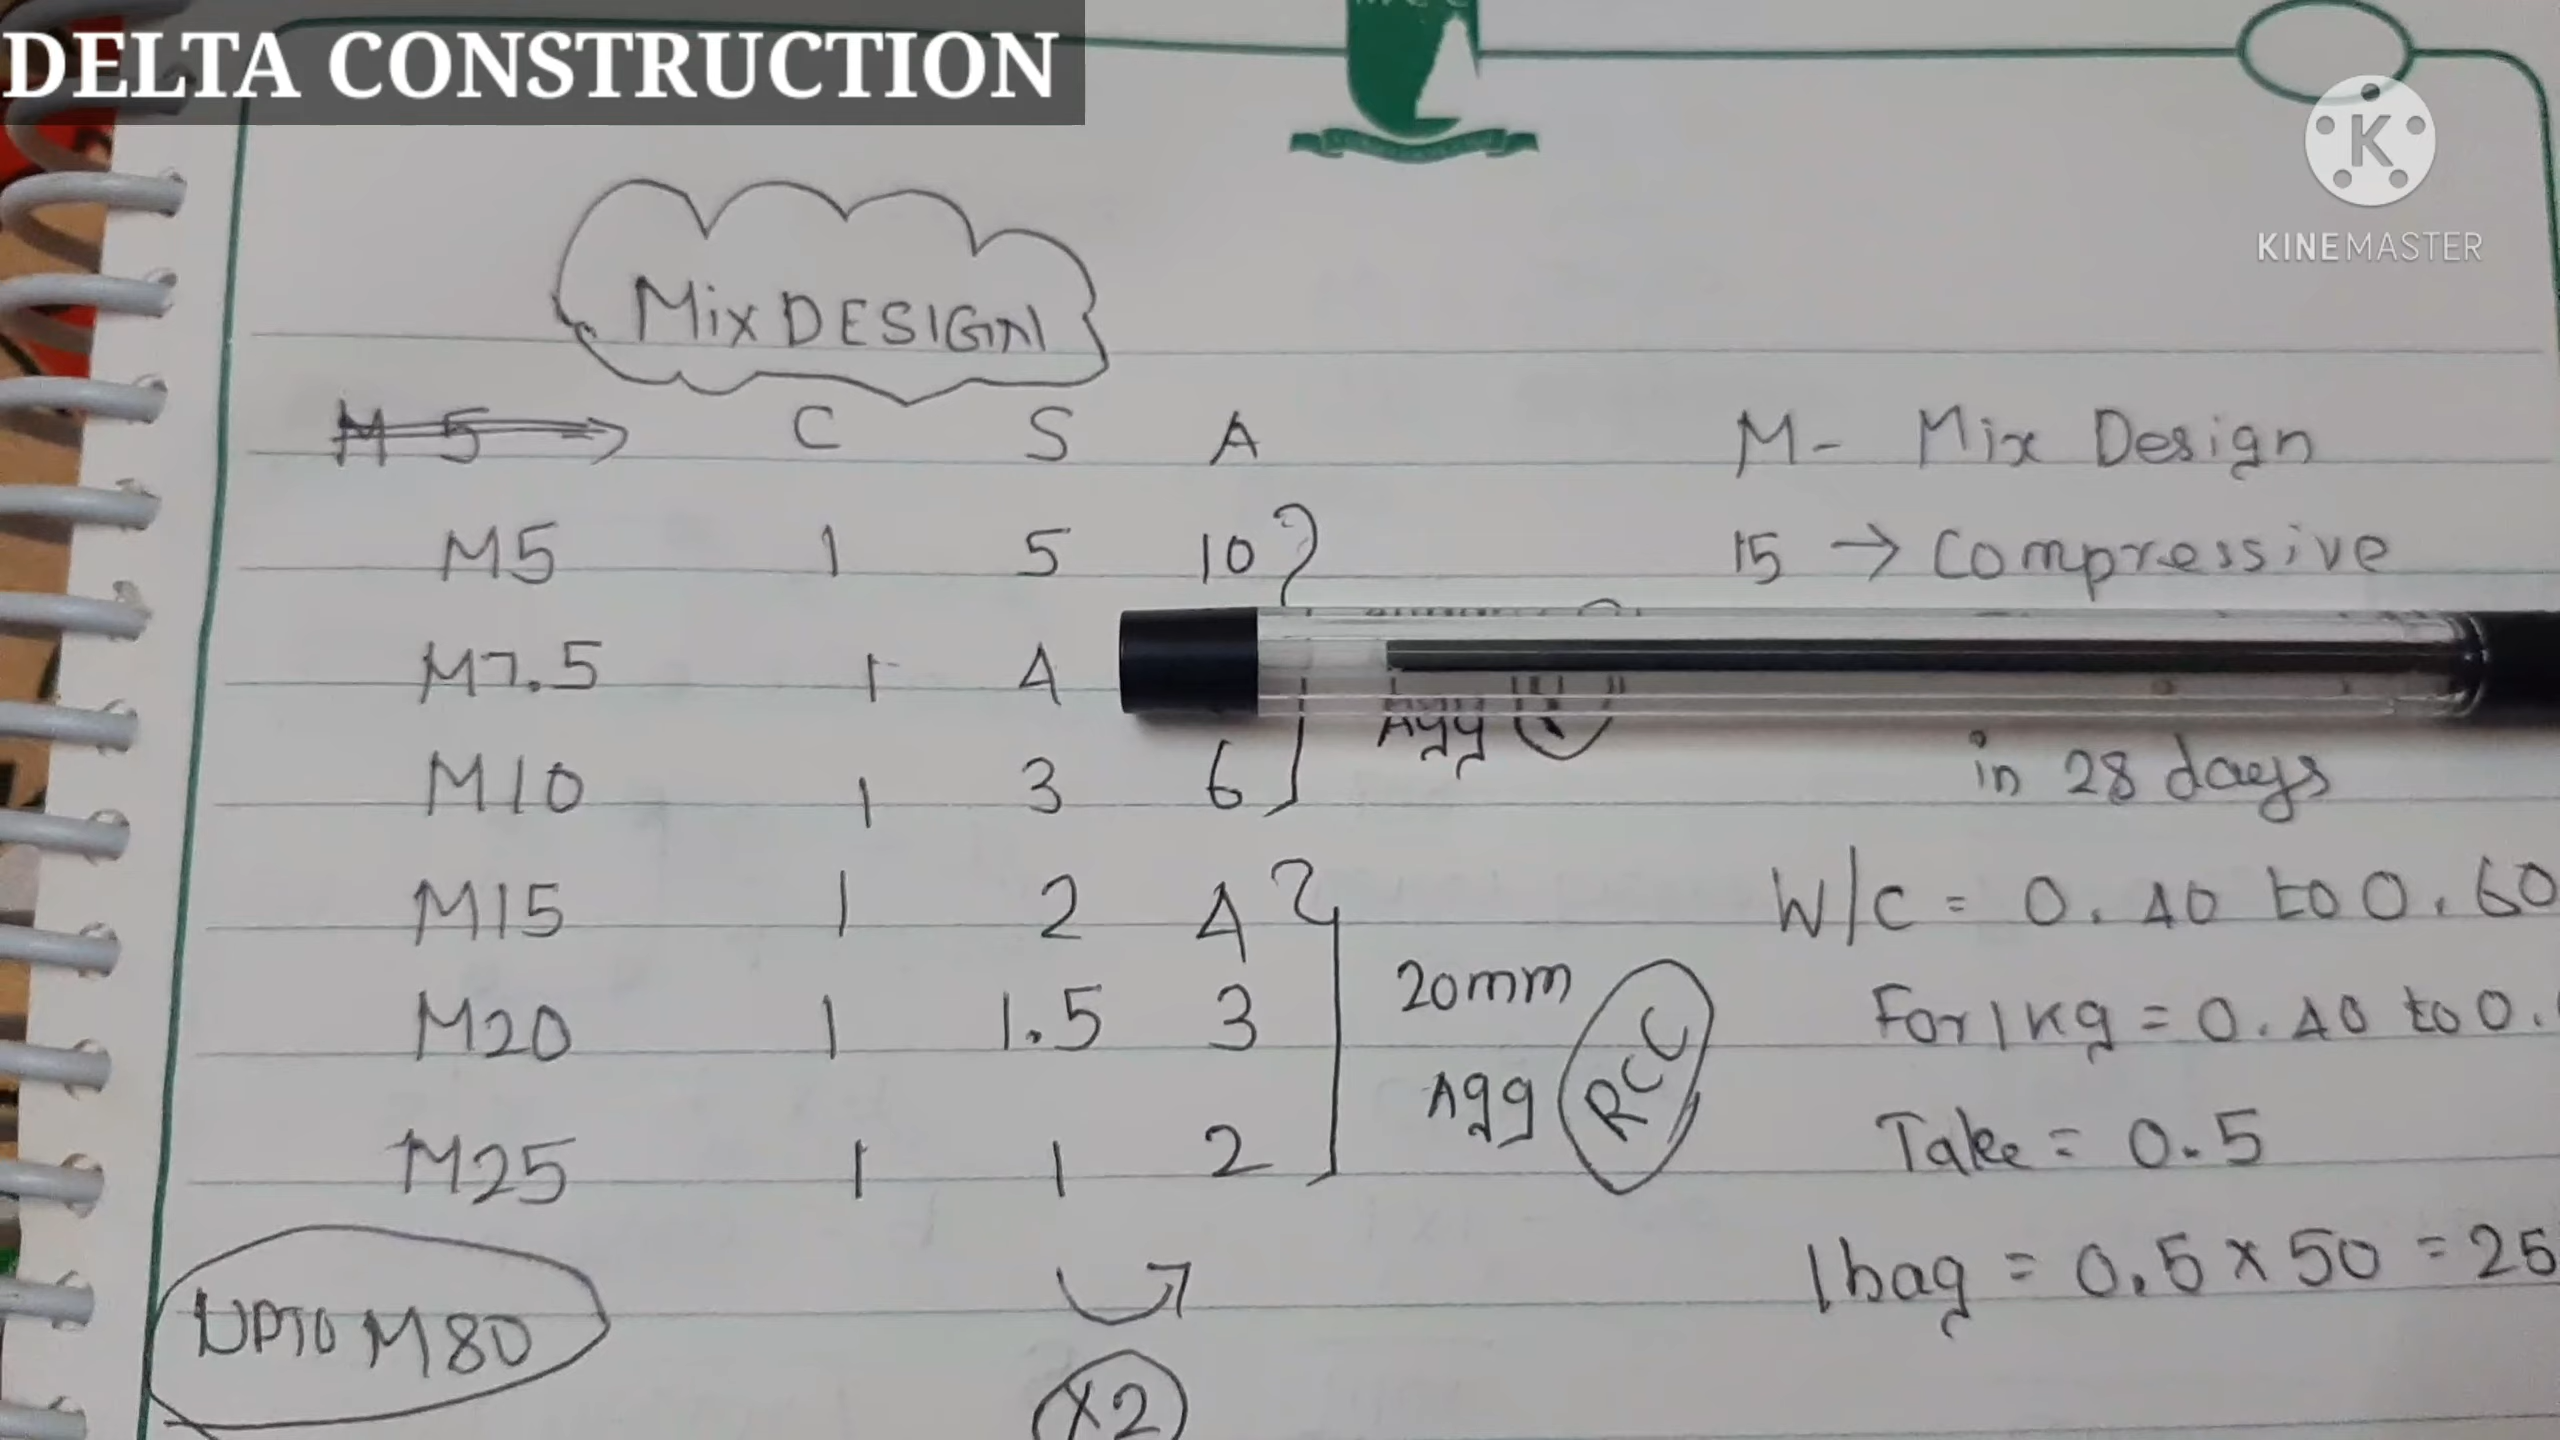 DELTA CONSTRUCTION
KINEMASTER
Mix DESIGN
M5 → C S A
M5 1 5 10
M7.5 1 4
Agg
M10 1 3 6
M15 1 2 4
M20 1 1.5 3
20mm
Agg RCC
M25 1 1 2
UPTO M80
X2
M- Mix Design
15 → Compressive
in 28 days
W/C = 0.40 to 0.60
For 1 Kg = 0.40 to 0.
Take = 0.5
1bag = 0.5 x 50 = 25